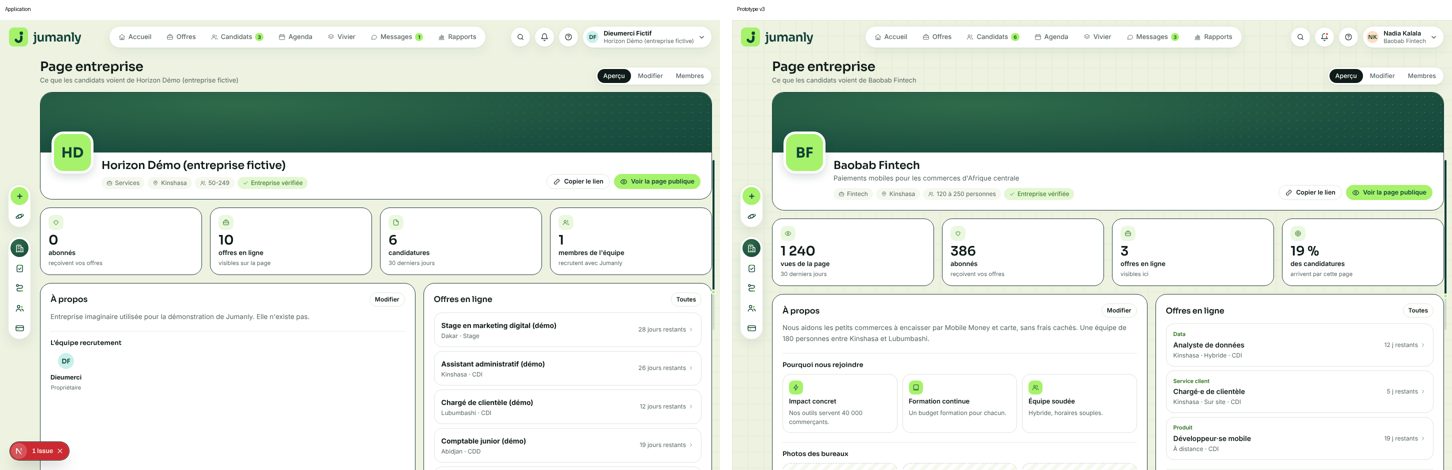 Application
jumanly
Accueil
Offres
Candidats 3
Agenda
Vivier
Messages 1
Rapports
DF
Dieumerci Fictif
Horizon Démo (entreprise fictive)
Page entreprise
Ce que les candidats voient de Horizon Démo (entreprise fictive)
Aperçu
Modifier
Membres
HD
Horizon Démo (entreprise fictive)
Services
Kinshasa
50-249
Entreprise vérifiée
Copier le lien
Voir la page publique
0
abonnés
reçoivent vos offres
10
offres en ligne
visibles sur la page
6
candidatures
30 derniers jours
1
membres de l'équipe
recrutent avec Jumanly
À propos
Modifier
Entreprise imaginaire utilisée pour la démonstration de Jumanly. Elle n'existe pas.
L'équipe recrutement
DF
Dieumerci
Propriétaire
Offres en ligne
Toutes
Stage en marketing digital (démo)
Dakar · Stage
28 jours restants
Assistant administratif (démo)
Kinshasa · CDI
26 jours restants
Chargé de clientèle (démo)
Lubumbashi · CDD
12 jours restants
Comptable junior (démo)
Abidjan · CDD
19 jours restants
N
1 Issue
Prototype v3
jumanly
Accueil
Offres
Candidats 6
Agenda
Vivier
Messages 3
Rapports
NK
Nadia Kalala
Baobab Fintech
Page entreprise
Ce que les candidats voient de Baobab Fintech
Aperçu
Modifier
Membres
BF
Baobab Fintech
Paiements mobiles pour les commerces d'Afrique centrale
Fintech
Kinshasa
120 à 250 personnes
Entreprise vérifiée
Copier le lien
Voir la page publique
1 240
vues de la page
30 derniers jours
386
abonnés
reçoivent vos offres
3
offres en ligne
visibles ici
19 %
des candidatures
arrivent par cette page
À propos
Modifier
Nous aidons les petits commerces à encaisser par Mobile Money et carte, sans frais cachés. Une équipe de
180 personnes entre Kinshasa et Lubumbashi.
Pourquoi nous rejoindre
Impact concret
Nos outils servent 40 000
commerçants.
Formation continue
Un budget formation pour chacun.
Équipe soudée
Hybride, horaires souples.
Photos des bureaux
Offres en ligne
Toutes
Data
Analyste de données
Kinshasa · Hybride · CDI
12 j restants
Service client
Chargé·e de clientèle
Kinshasa · Sur site · CDI
5 j restants
Produit
Développeur·se mobile
À distance · CDI
19 j restants